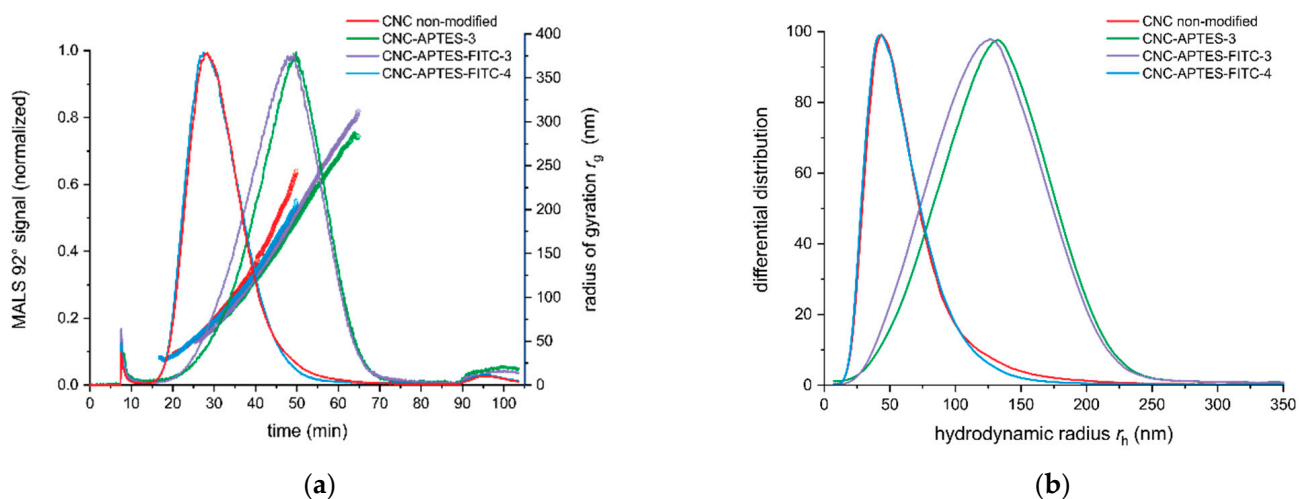 CNC non-modified
CNC-APTES-3
CNC-APTES-FITC-3
CNC-APTES-FITC-4
1.0
0.8
0.6
0.4
0.2
0.0
MALS 92° signal (normalized)
400
350
300
250
200
150
100
50
0
radius of gyration rg (nm)
0 10 20 30 40 50 60 70 80 90 100
time (min)
(a)
CNC non-modified
CNC-APTES-3
CNC-APTES-FITC-3
CNC-APTES-FITC-4
100
80
60
40
20
0
differential distribution
0 50 100 150 200 250 300 350
hydrodynamic radius rh (nm)
(b)